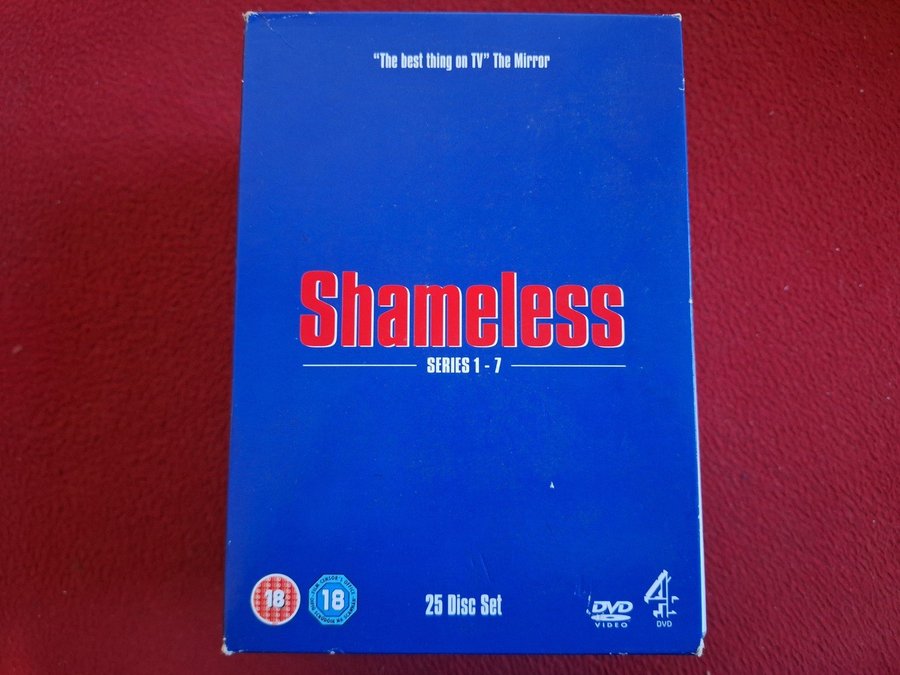 "The best thing on TV" The Mirror
Shameless
SERIES 1 - 7
18
18
25 Disc Set
DVD
VIDEO
4
DVD